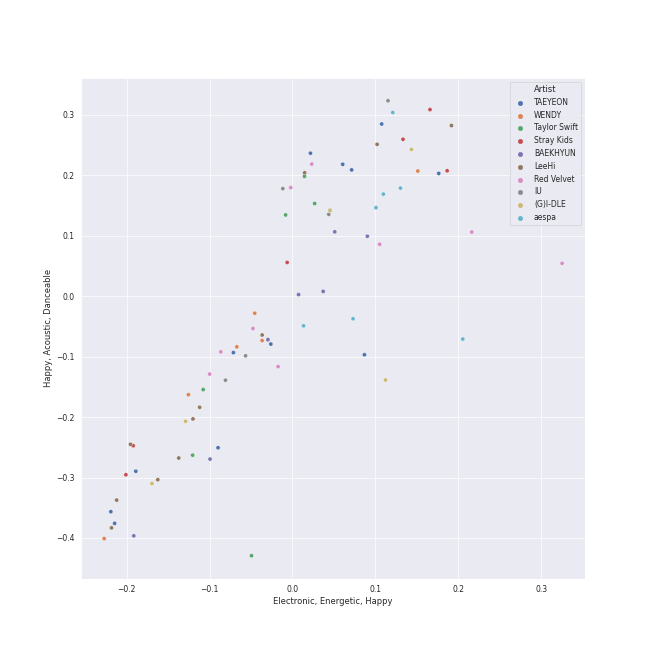 Artist
TAEYEON
WENDY
Taylor Swift
Stray Kids
BAEKHYUN
LeeHi
Red Velvet
IU
(G)I-DLE
aespa
Happy, Acoustic, Danceable
0.3
0.2
0.1
0.0
−0.1
−0.2
−0.3
−0.4
−0.2 −0.1 0.0 0.1 0.2 0.3
Electronic, Energetic, Happy